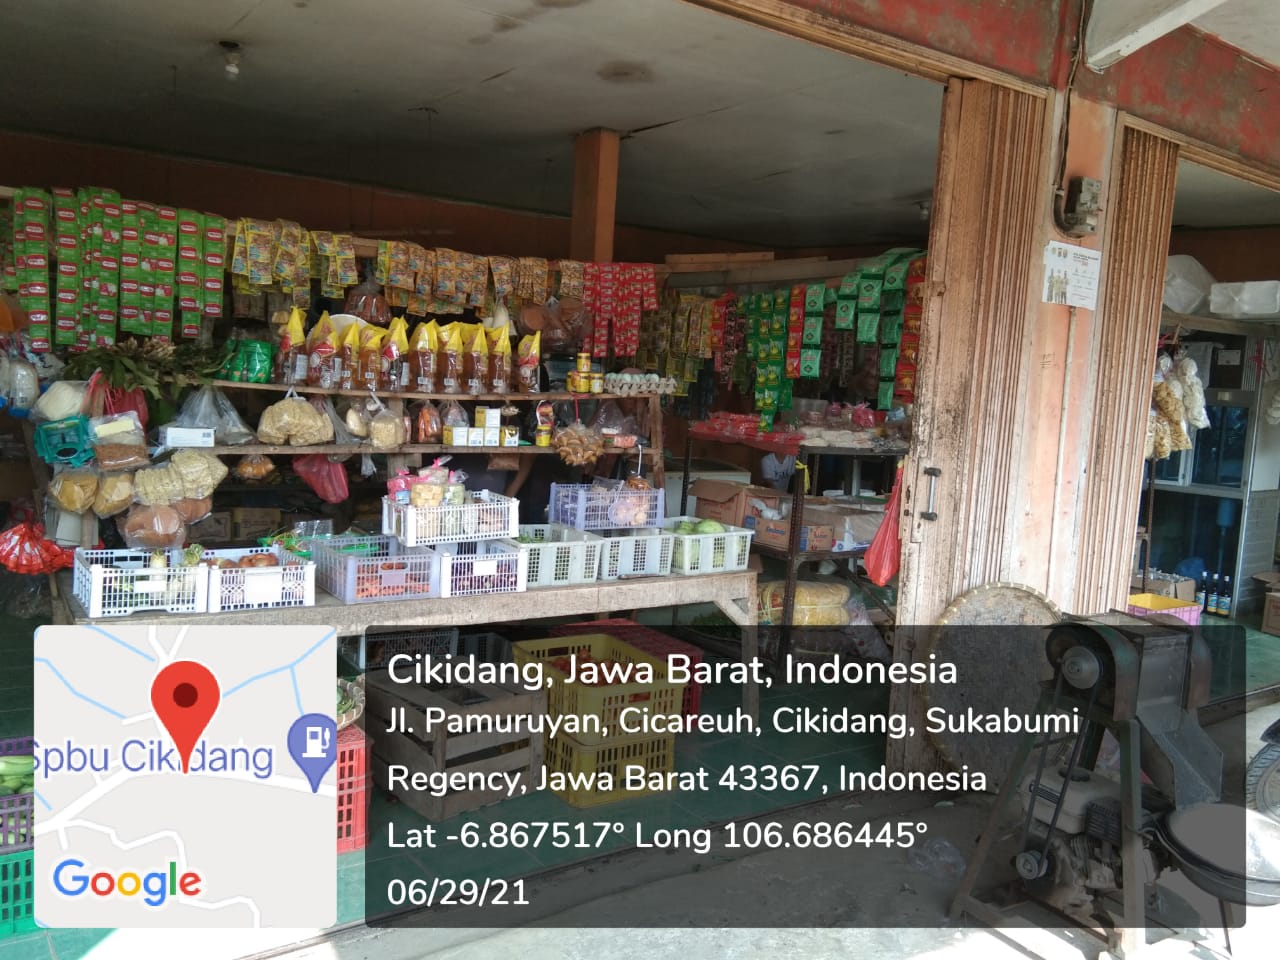 Cikidang, Jawa Barat, Indonesia
Jl. Pamuruyan, Cicareuh, Cikidang, Sukabumi
Regency, Jawa Barat 43367, Indonesia
Lat -6.867517° Long 106.686445°
06/29/21
Spbu Cikidang
Google